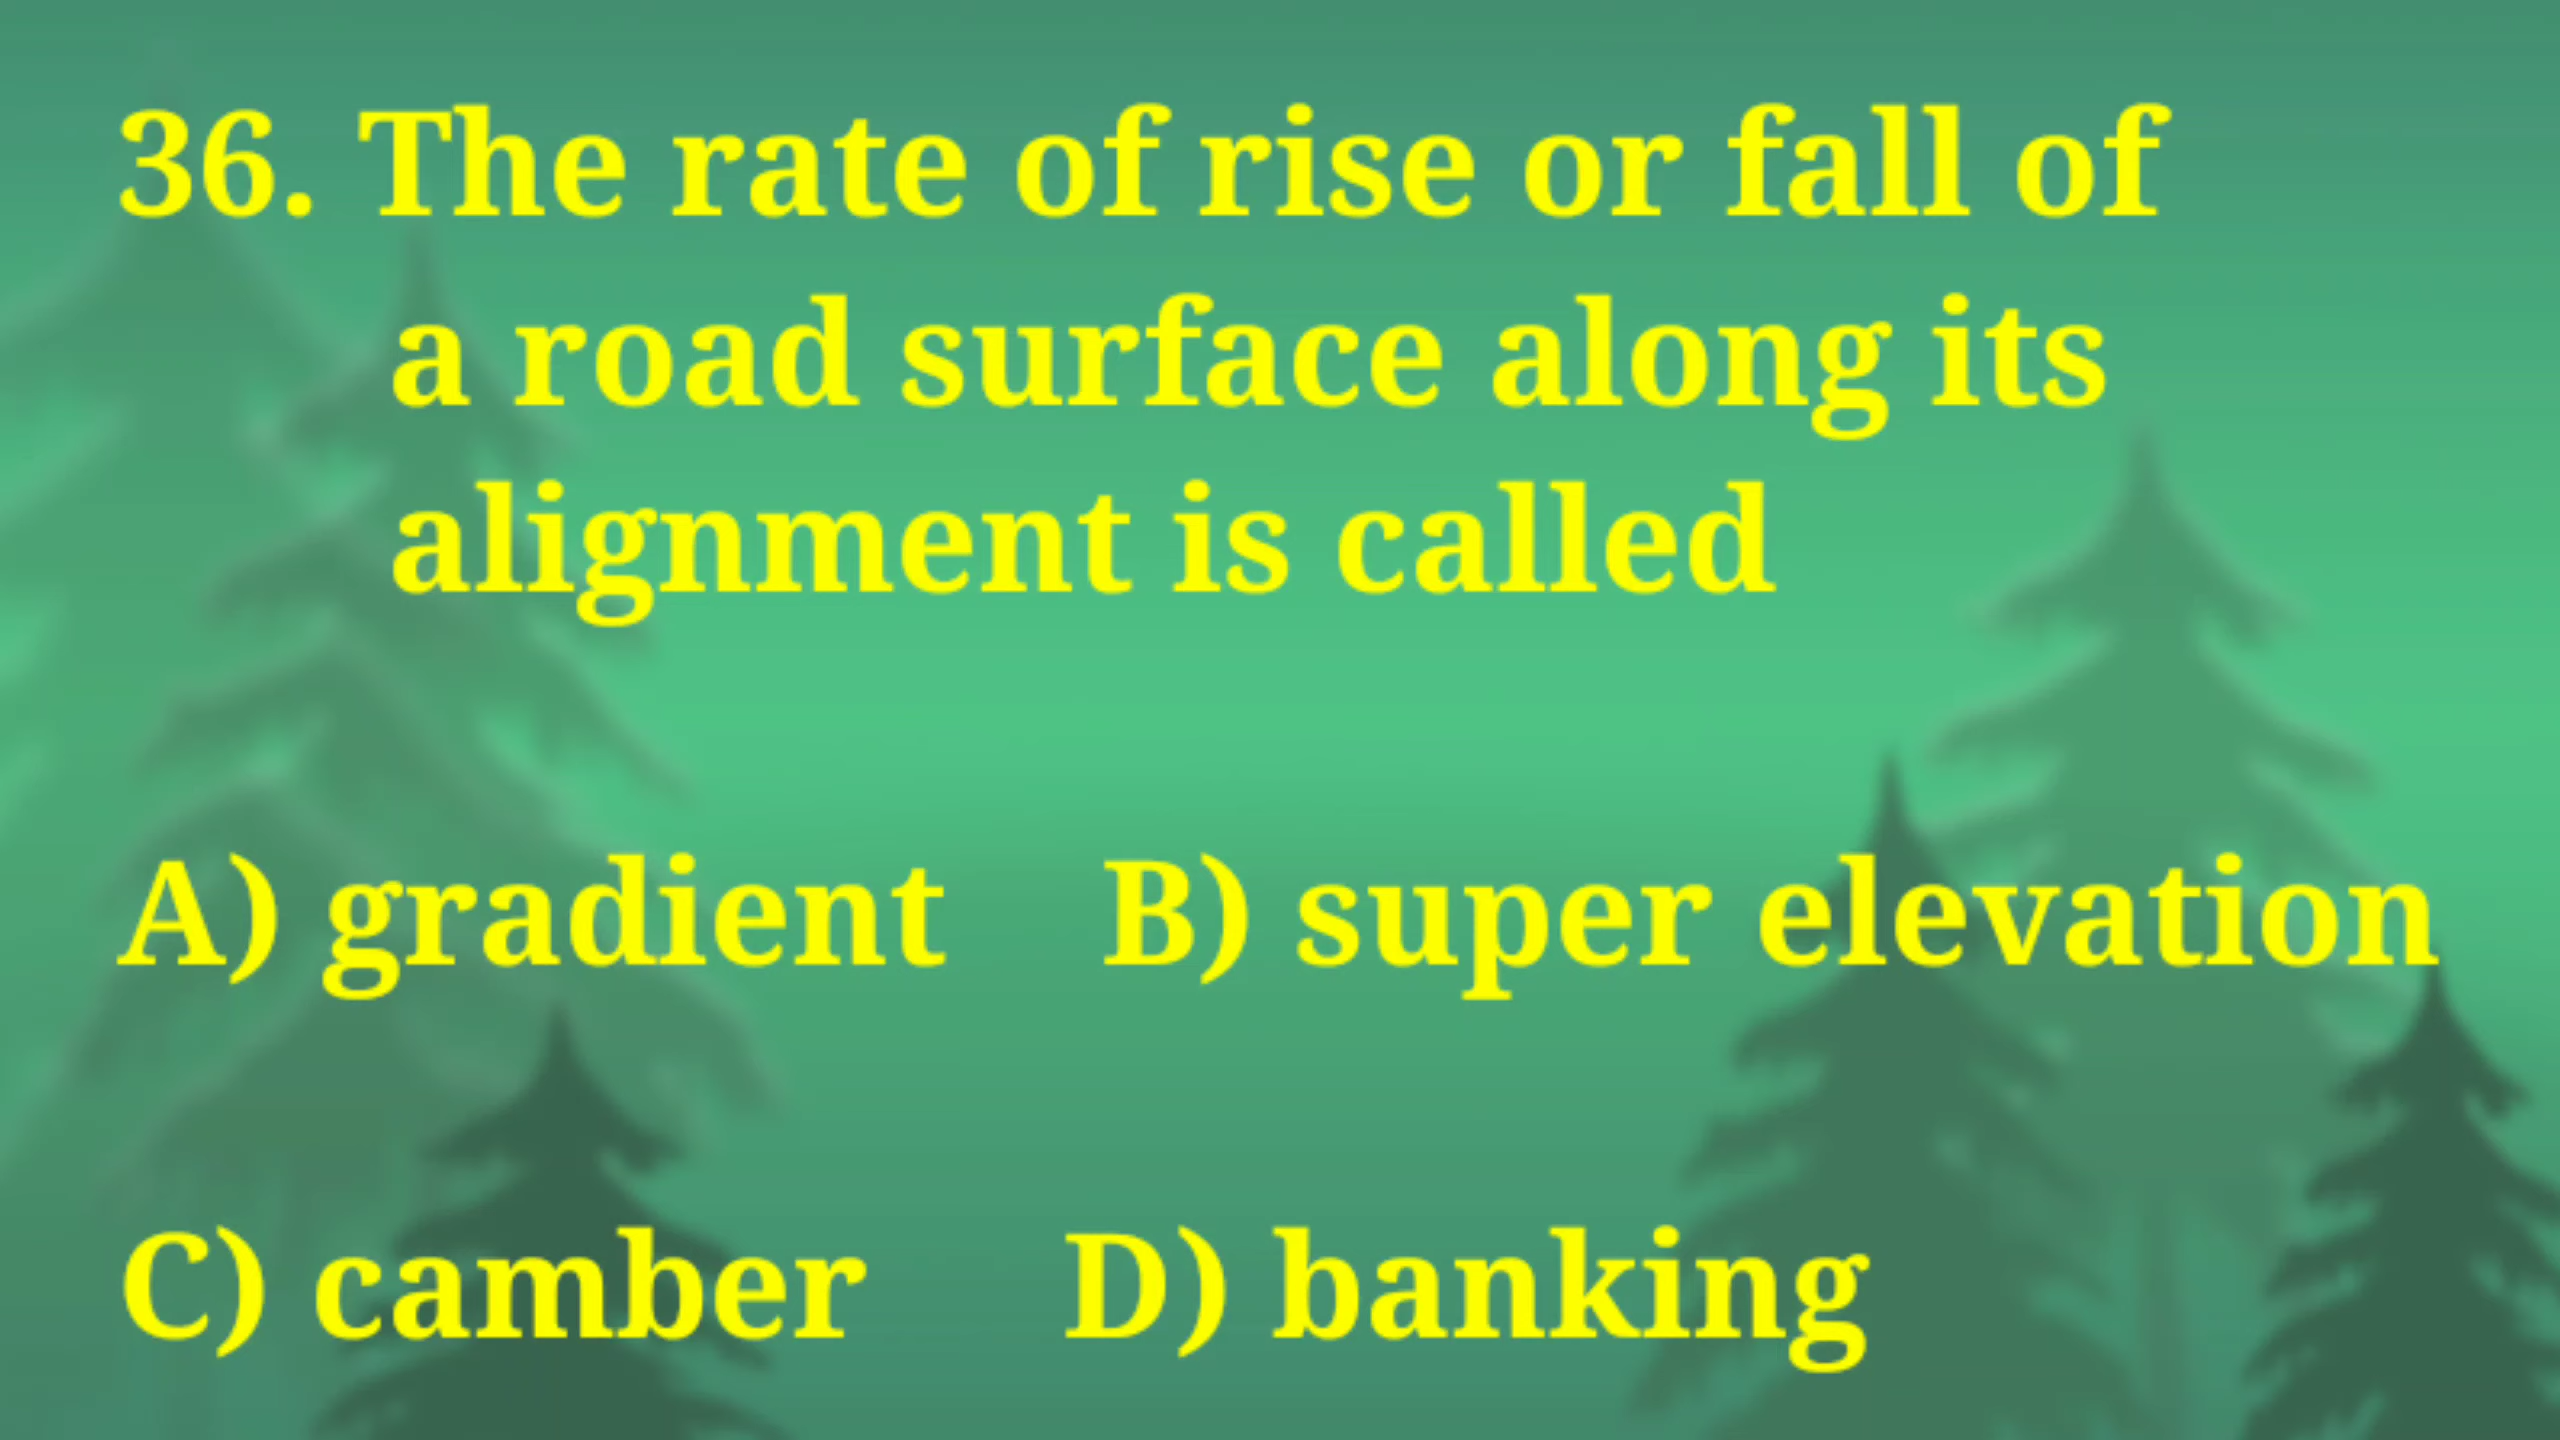 36. The rate of rise or fall of
a road surface along its
alignment is called
A) gradient B) super elevation
C) camber D) banking